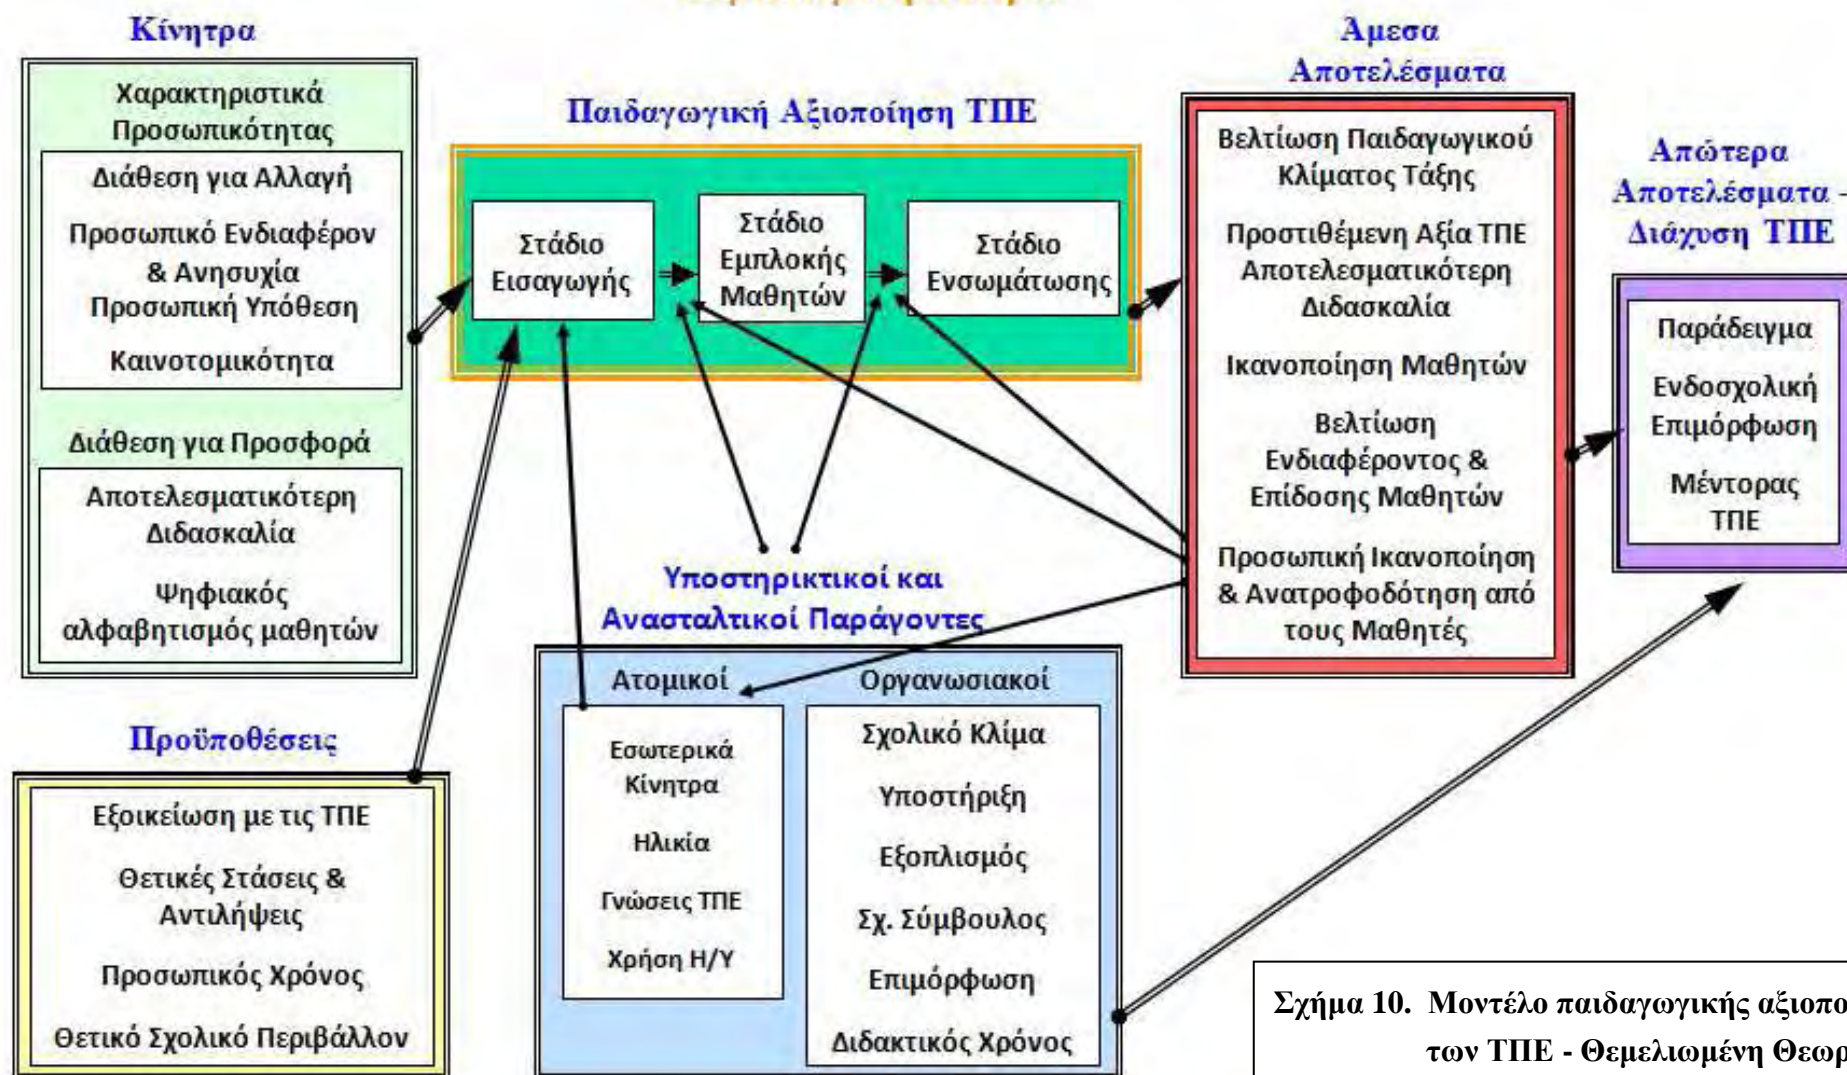 Κίνητρα
Χαρακτηριστικά
Προσωπικότητας
Διάθεση για Αλλαγή
Προσωπικό Ενδιαφέρον
& Ανησυχία
Προσωπική Υπόθεση
Καινοτομικότητα
Διάθεση για Προσφορά
Αποτελεσματικότερη
Διδασκαλία
Ψηφιακός
αλφαβητισμός μαθητών
Προϋποθέσεις
Εξοικείωση με τις ΤΠΕ
Θετικές Στάσεις &
Αντιλήψεις
Προσωπικός Χρόνος
Θετικό Σχολικό Περιβάλλον
Παιδαγωγική Αξιοποίηση ΤΠΕ
Στάδιο
Εισαγωγής
Στάδιο
Εμπλοκής
Μαθητών
Στάδιο
Ενσωμάτωσης
Υποστηρικτικοί και
Ανασταλτικοί Παράγοντες
Ατομικοί
Εσωτερικά
Κίνητρα
Ηλικία
Γνώσεις ΤΠΕ
Χρήση Η/Υ
Οργανωσιακοί
Σχολικό Κλίμα
Υποστήριξη
Εξοπλισμός
Σχ. Σύμβουλος
Επιμόρφωση
Διδακτικός Χρόνος
Άμεσα
Αποτελέσματα
Βελτίωση Παιδαγωγικού
Κλίματος Τάξης
Προστιθέμενη Αξία ΤΠΕ
Αποτελεσματικότερη
Διδασκαλία
Ικανοποίηση Μαθητών
Βελτίωση
Ενδιαφέροντος &
Επίδοσης Μαθητών
Προσωπική Ικανοποίηση
& Ανατροφοδότηση από
τους Μαθητές
Απώτερα
Αποτελέσματα -
Διάχυση ΤΠΕ
Παράδειγμα
Ενδοσχολική
Επιμόρφωση
Μέντορας
ΤΠΕ
Σχήμα 10. Μοντέλο παιδαγωγικής αξιοπο
των ΤΠΕ - Θεμελιωμένη Θεωρ